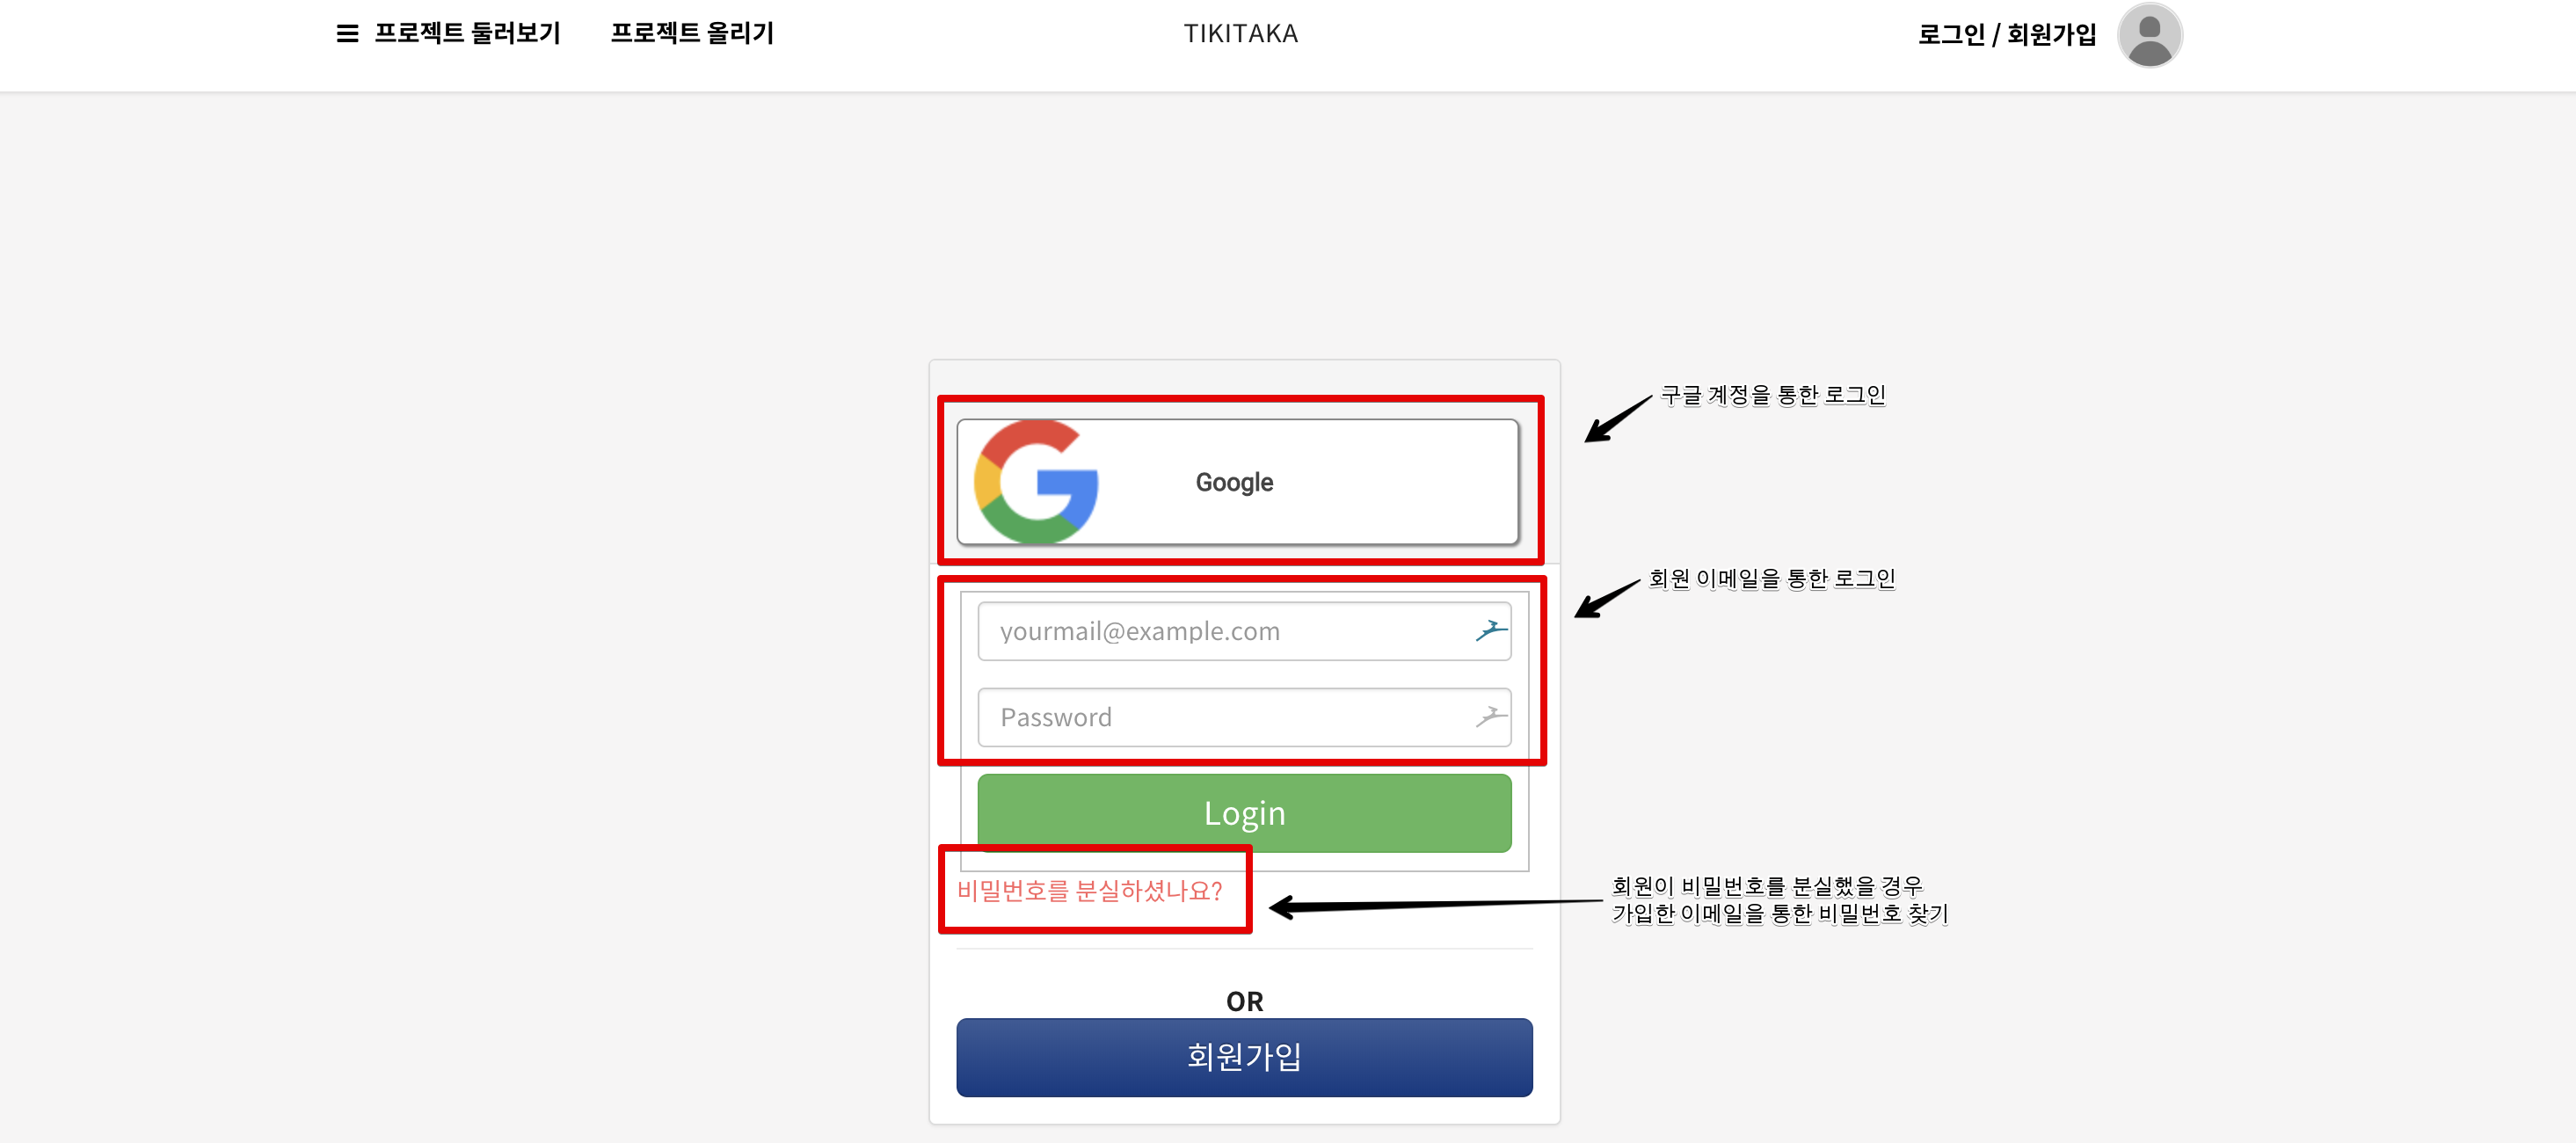 프로젝트 둘러보기
프로젝트 올리기
TIKITAKA
로그인 / 회원가입
구글 계정을 통한 로그인
Google
회원 이메일을 통한 로그인
yourmail@example.com
Password
Login
비밀번호를 분실하셨나요?
회원이 비밀번호를 분실했을 경우
가입한 이메일을 통한 비밀번호 찾기
OR
회원가입